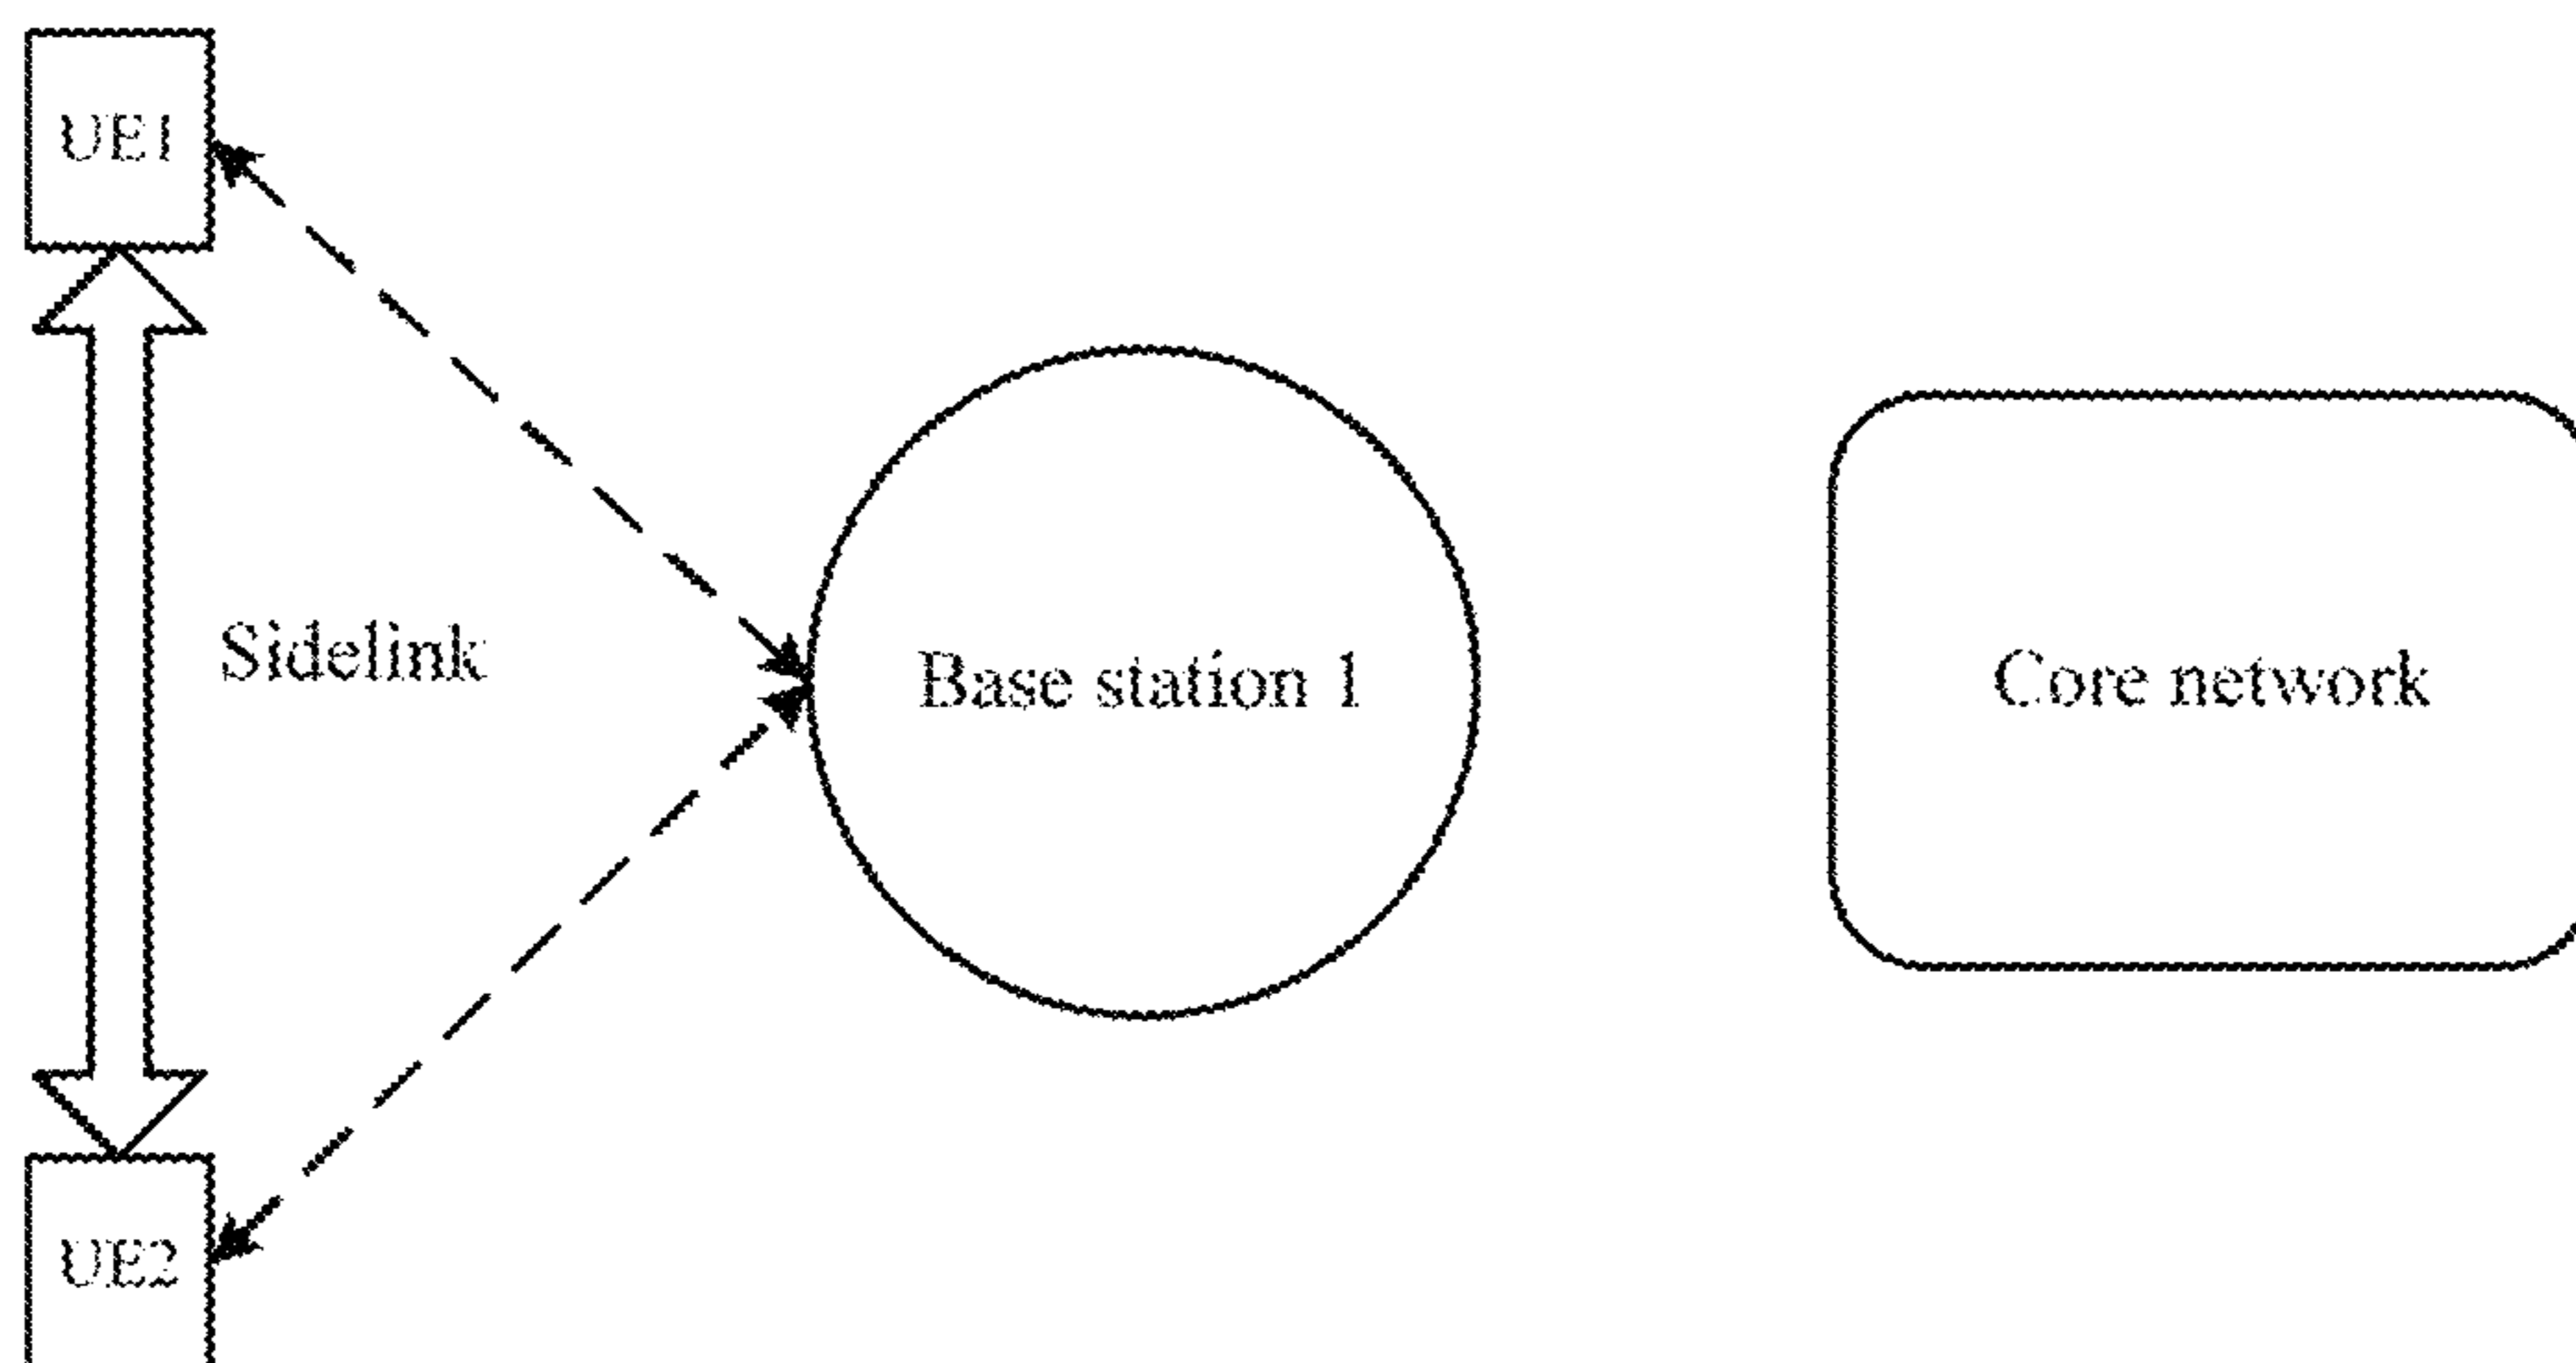 UE1
Sidelink
Base station 1
Core network
UE2